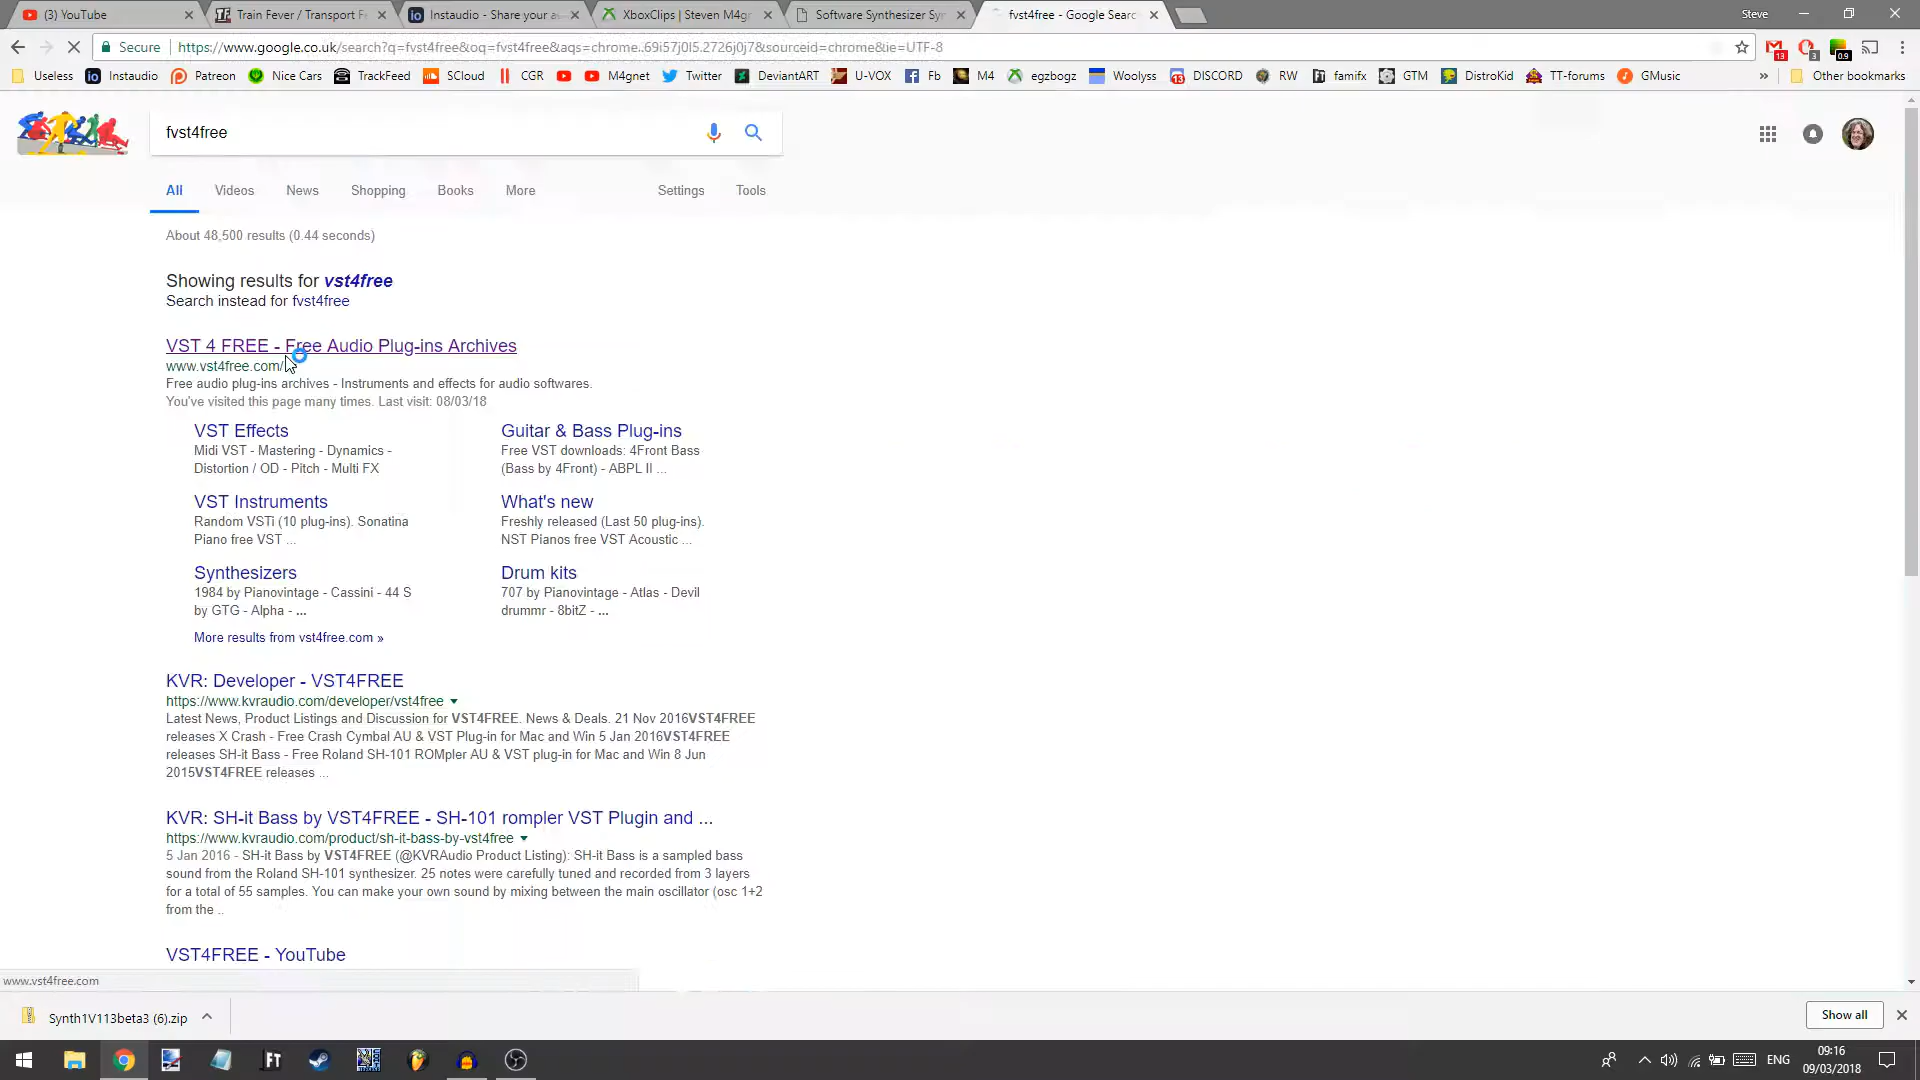 (3) YouTube
Train Fever / Transport F
Instaudio - Share your a
XboxClips | Steven M4gr
Software Synthesizer Syn
fvst4free - Google Searc
Steve
Secure
https://www.google.co.uk/search?q=fvst4free&oq=fvst4free&aqs=chrome..69i57j0l5.2726j0j7&sourceid=chrome&ie=UTF-8
Useless
Instaudio
Patreon
Nice Cars
TrackFeed
SCloud
CGR
M4gnet
Twitter
DeviantART
U-VOX
Fb
M4
egzbogz
Woolyss
DISCORD
RW
famifx
GTM
DistroKid
TT-forums
GMusic
Other bookmarks
fvst4free
All
Videos
News
Shopping
Books
More
Settings
Tools
About 48,500 results (0.44 seconds)
Showing results for vst4free
Search instead for fvst4free
VST 4 FREE - Free Audio Plug-ins Archives
www.vst4free.com/
Free audio plug-ins archives - Instruments and effects for audio softwares.
You've visited this page many times. Last visit: 08/03/18
VST Effects
Midi VST - Mastering - Dynamics -
Distortion / OD - Pitch - Multi FX
Guitar & Bass Plug-ins
Free VST downloads: 4Front Bass
(Bass by 4Front) - ABPL II ...
VST Instruments
Random VSTi (10 plug-ins). Sonatina
Piano free VST ...
What's new
Freshly released (Last 50 plug-ins).
NST Pianos free VST Acoustic ...
Synthesizers
1984 by Pianovintage - Cassini - 44 S
by GTG - Alpha - ...
Drum kits
707 by Pianovintage - Atlas - Devil
drummr - 8bitZ - ...
More results from vst4free.com »
KVR: Developer - VST4FREE
https://www.kvraudio.com/developer/vst4free
Latest News, Product Listings and Discussion for VST4FREE. News & Deals. 21 Nov 2016VST4FREE
releases X Crash - Free Crash Cymbal AU & VST Plug-in for Mac and Win 5 Jan 2016VST4FREE
releases SH-it Bass - Free Roland SH-101 ROMpler AU & VST plug-in for Mac and Win 8 Jun
2015VST4FREE releases ...
KVR: SH-it Bass by VST4FREE - SH-101 rompler VST Plugin and ...
https://www.kvraudio.com/product/sh-it-bass-by-vst4free
5 Jan 2016 - SH-it Bass by VST4FREE (@KVRAudio Product Listing): SH-it Bass is a sampled bass
sound from the Roland SH-101 synthesizer. 25 notes were carefully tuned and recorded from 3 layers
for a total of 55 samples. You can make your own sound by mixing between the main oscillator (osc 1+2
from the ..
VST4FREE - YouTube
www.vst4free.com
Synth1V113beta3 (6).zip
Show all
ENG
09:16
09/03/2018